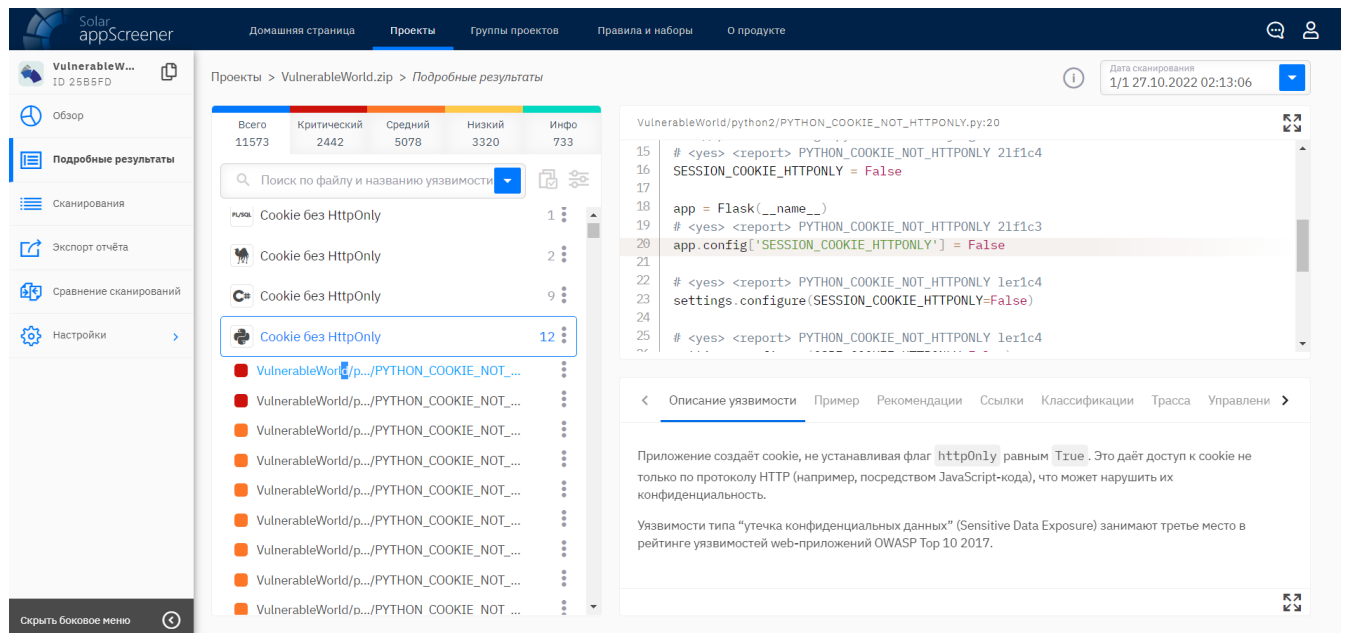 Solar
appScreener
Домашняя страница Проекты Группы проектов Правила и наборы О продукте
VulnerableW...
ID 25B5FD
Обзор
Подробные результаты
Сканирования
Экспорт отчёта
Сравнение сканирований
Настройки
Скрыть боковое меню
Проекты > VulnerableWorld.zip > Подробные результаты
Дата сканирования
1/1 27.10.2022 02:13:06
Всего Критический Средний Низкий Инфо
11573 2442 5078 3320 733
Поиск по файлу и названию уязвимости
PL/SQL Cookie без HttpOnly 1
Cookie без HttpOnly 2
C# Cookie без HttpOnly 9
Cookie без HttpOnly 12
VulnerableWorld/p.../PYTHON_COOKIE_NOT_...
VulnerableWorld/p.../PYTHON_COOKIE_NOT_...
VulnerableWorld/p.../PYTHON_COOKIE_NOT_...
VulnerableWorld/p.../PYTHON_COOKIE_NOT_...
VulnerableWorld/p.../PYTHON_COOKIE_NOT_...
VulnerableWorld/p.../PYTHON_COOKIE_NOT_...
VulnerableWorld/p.../PYTHON_COOKIE_NOT_...
VulnerableWorld/p.../PYTHON_COOKIE_NOT_...
VulnerableWorld/p.../PYTHON_COOKIE_NOT_...
VulnerableWorld/python2/PYTHON_COOKIE_NOT_HTTPONLY.py:20
15 # <yes> <report> PYTHON_COOKIE_NOT_HTTPONLY 2lf1c4
16 SESSION_COOKIE_HTTPONLY = False
17
18 app = Flask(__name__)
19 # <yes> <report> PYTHON_COOKIE_NOT_HTTPONLY 2lf1c3
20 app.config['SESSION_COOKIE_HTTPONLY'] = False
21
22 # <yes> <report> PYTHON_COOKIE_NOT_HTTPONLY ler1c4
23 settings.configure(SESSION_COOKIE_HTTPONLY=False)
24
25 # <yes> <report> PYTHON_COOKIE_NOT_HTTPONLY ler1c4
Описание уязвимости Пример Рекомендации Ссылки Классификации Трасса Управлени
Приложение создаёт cookie, не устанавливая флаг httpOnly равным True . Это даёт доступ к cookie не
только по протоколу HTTP (например, посредством JavaScript-кода), что может нарушить их
конфиденциальность.
Уязвимости типа “утечка конфиденциальных данных” (Sensitive Data Exposure) занимают третье место в
рейтинге уязвимостей web-приложений OWASP Top 10 2017.